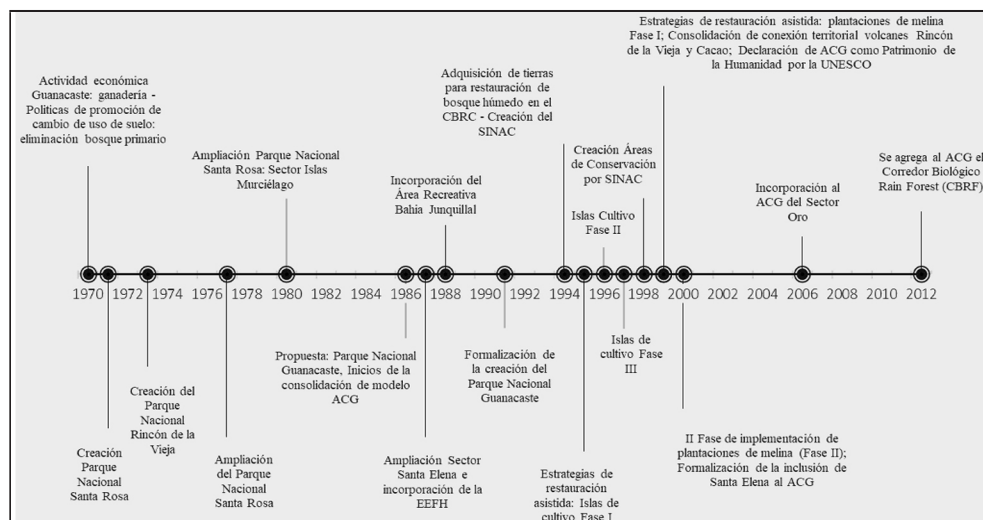 Actividad económica
Guanacaste: ganadería -
Políticas de promoción de
cambio de uso de suelo:
eliminación bosque primario
Ampliación Parque Nacional
Santa Rosa: Sector Islas
Murciélago
Incorporación del
Área Recreativa
Bahía Junquillal
Adquisición de tierras
para restauración de
bosque húmedo en el
CBRC - Creación del
SINAC
Creación Áreas
de Conservación
por SINAC
Islas Cultivo
Fase II
Estrategias de restauración asistida: plantaciones de melina
Fase I; Consolidación de conexión territorial volcanes Rincón
de la Vieja y Cacao; Declaración de ACG como Patrimonio de
la Humanidad por la UNESCO
Incorporación al
ACG del Sector
Oro
Se agrega al ACG el
Corredor Biológico
Rain Forest (CBRF)
1970 1972 1974 1976 1978 1980 1982 1984 1986 1988 1990 1992 1994 1996 1998 2000 2002 2004 2006 2008 2010 2012
Creación
Parque
Nacional
Santa Rosa
Creación del
Parque
Nacional
Rincón de la
Vieja
Ampliación
del Parque
Nacional
Santa Rosa
Propuesta: Parque Nacional
Guanacaste, Inicios de la
consolidación de modelo
ACG
Ampliación Sector
Santa Elena e
incorporación de la
EEFH
Formalización de
la creación del
Parque Nacional
Guanacaste
Estrategias de
restauración
asistida: Islas de
cultivo Fase I
Islas de
cultivo Fase
III
II Fase de implementación de
plantaciones de melina (Fase II);
Formalización de la inclusión de
Santa Elena al ACG